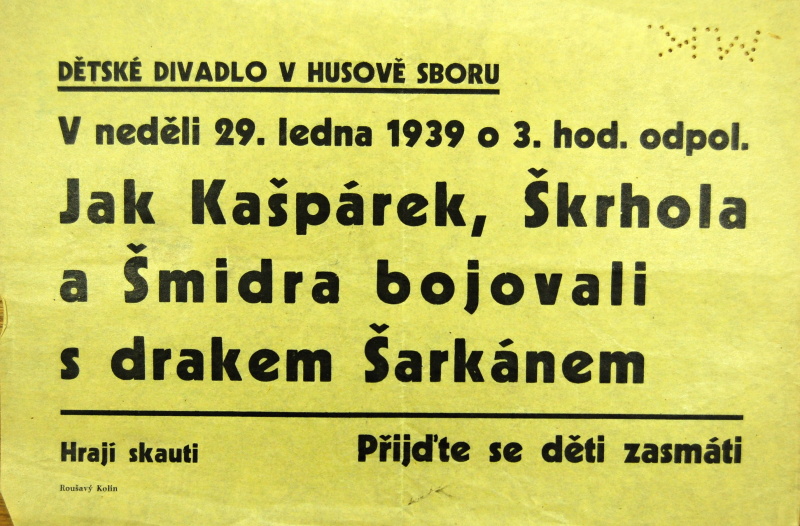 DĚTSKÉ DIVADLO V HUSOVĚ SBORU
V neděli 29. ledna 1939 o 3. hod. odpol.
Jak Kašpárek, Škrhola
a Šmidra bojovali
s drakem Šarkánem
Hrají skauti
Přijďte se děti zasmáti
Roušavý Kolín